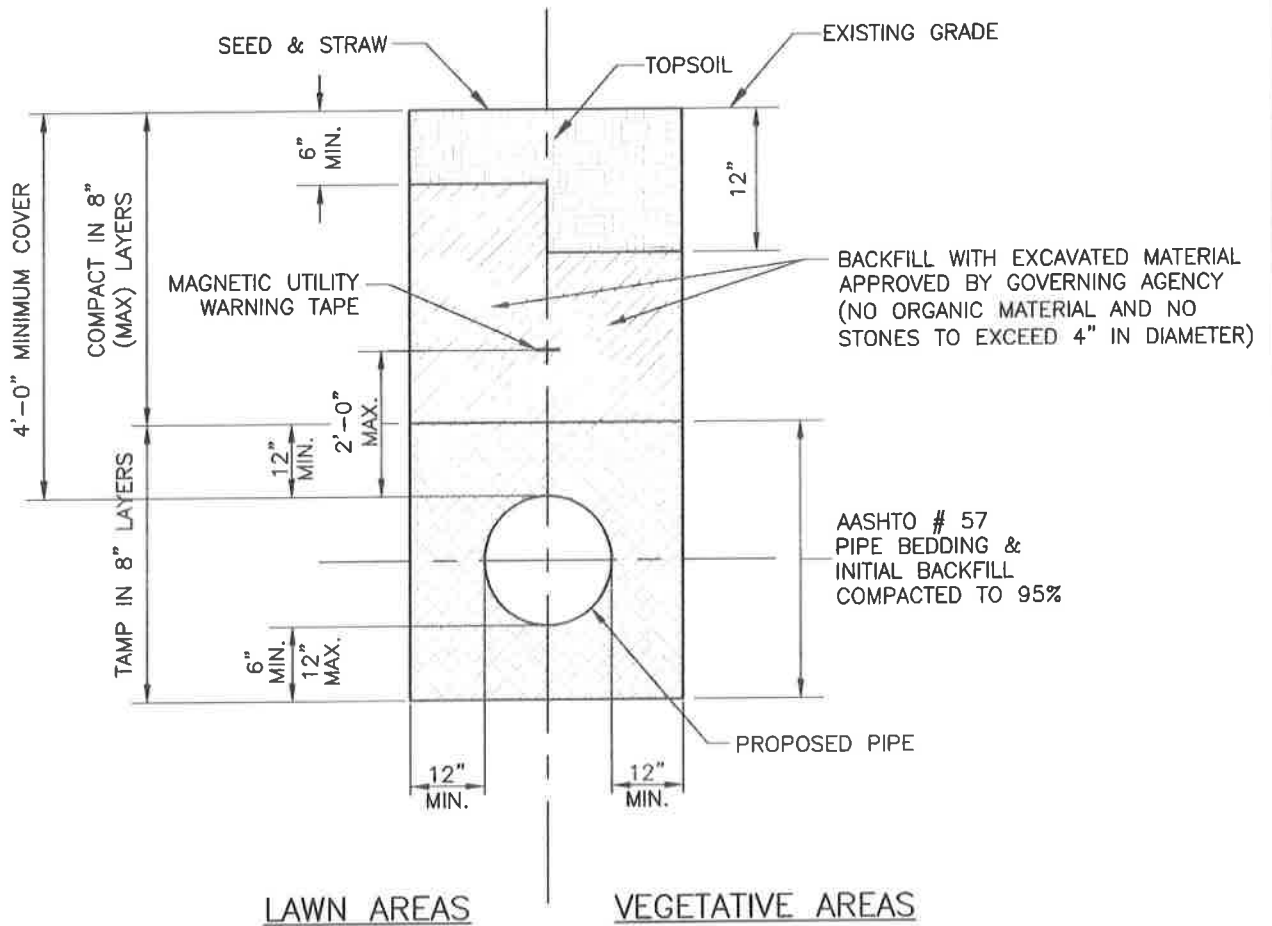 SEED & STRAW
EXISTING GRADE
TOPSOIL
6"
MIN.
12"
4'-0" MINIMUM COVER
COMPACT IN 8"
(MAX) LAYERS
MAGNETIC UTILITY
WARNING TAPE
BACKFILL WITH EXCAVATED MATERIAL
APPROVED BY GOVERNING AGENCY
(NO ORGANIC MATERIAL AND NO
STONES TO EXCEED 4" IN DIAMETER)
2'-0"
MAX.
12"
MIN.
TAMP IN 8" LAYERS
AASHTO # 57
PIPE BEDDING &
INITIAL BACKFILL
COMPACTED TO 95%
6"
MIN.
12"
MAX.
PROPOSED PIPE
12"
MIN.
12"
MIN.
LAWN AREAS
VEGETATIVE AREAS